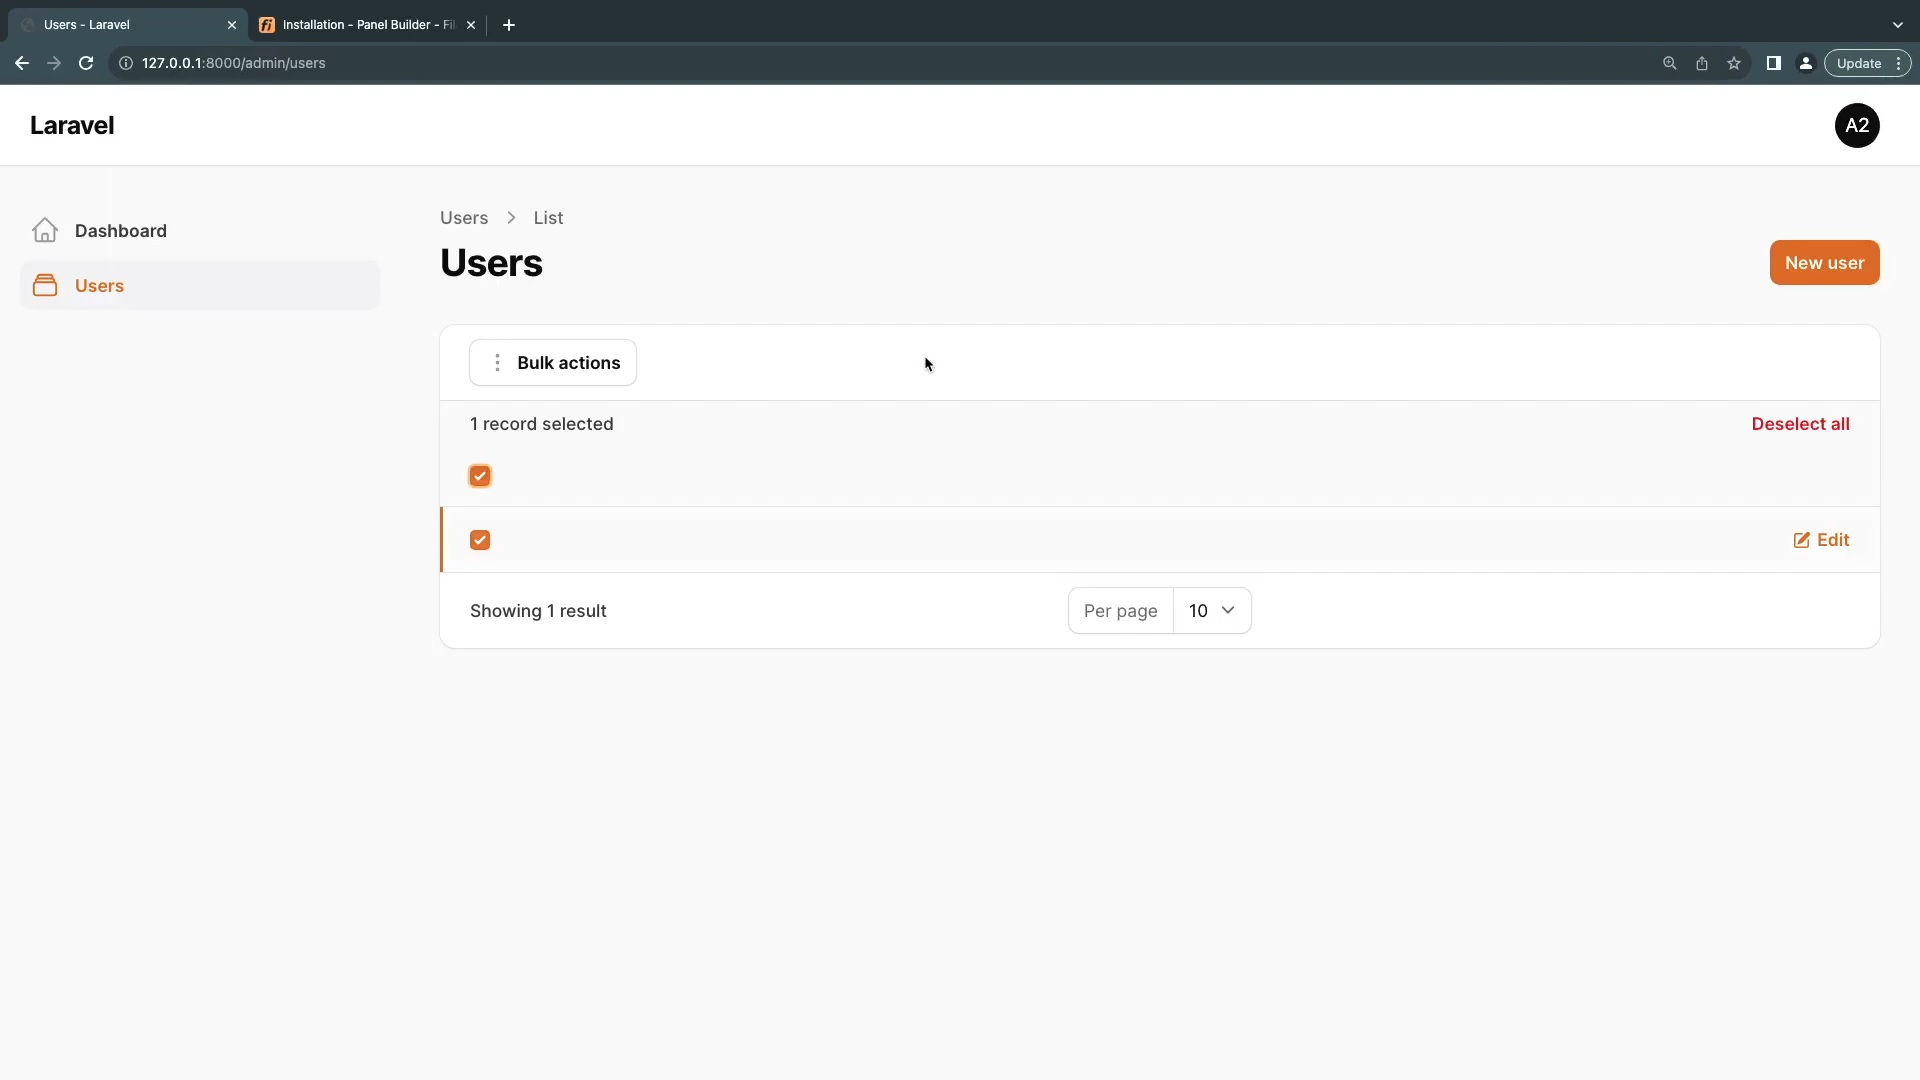 Users - Laravel
Installation - Panel Builder - Fil
127.0.0.1:8000/admin/users
Update
Laravel
A2
Dashboard
Users
Users > List
Users
New user
Bulk actions
1 record selected
Deselect all
Edit
Showing 1 result
Per page
10